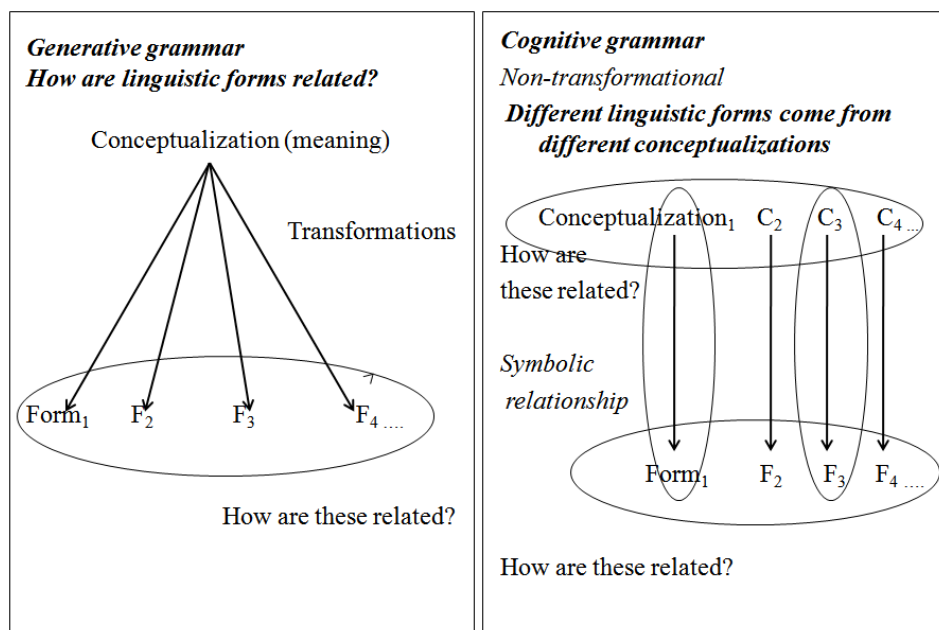 Generative grammar
How are linguistic forms related?
Conceptualization (meaning)
Transformations
Form₁ F₂ F₃ F₄ ....
How are these related?
Cognitive grammar
Non-transformational
Different linguistic forms come from
different conceptualizations
Conceptualization₁ C₂ C₃ C₄ ...
How are
these related?
Symbolic
relationship
Form₁ F₂ F₃ F₄ ....
How are these related?